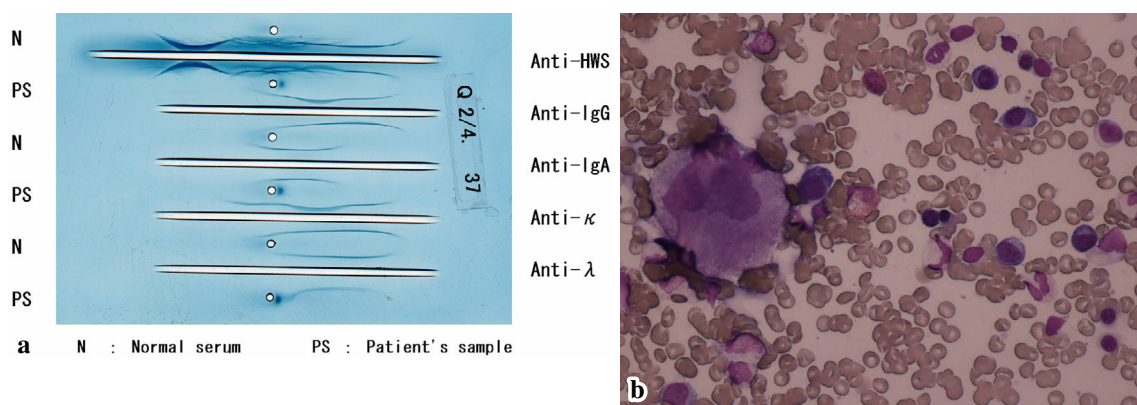 N
Anti-HWS
PS
Anti-IgG
N
Anti-IgA
PS
Anti-κ
N
Anti-λ
PS
Q 2/4. 37
a
N : Normal serum PS : Patient's sample
b